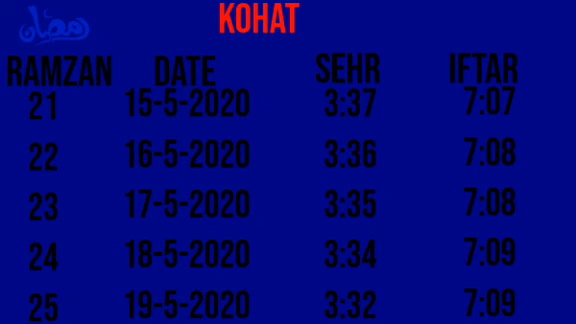 رمضان
KOHAT
RAMZAN DATE SEHR IFTAR
21 15-5-2020 3:37 7:07
22 16-5-2020 3:36 7:08
23 17-5-2020 3:35 7:08
24 18-5-2020 3:34 7:09
25 19-5-2020 3:32 7:09